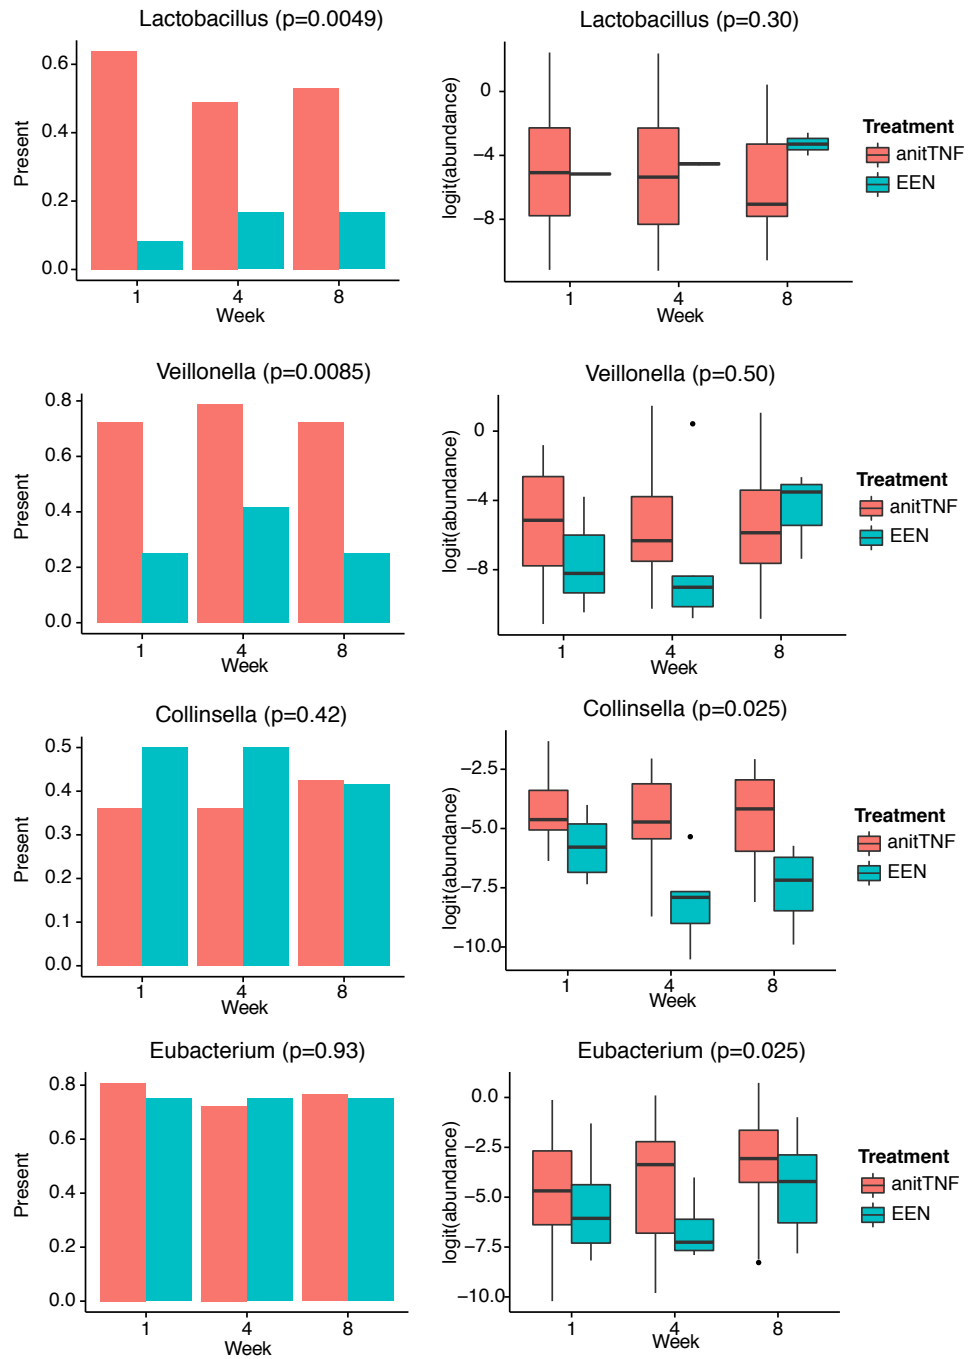 Lactobacillus (p=0.0049)
Present
0.6
0.4
0.2
0.0
1 4 8
Week
Lactobacillus (p=0.30)
logit(abundance)
0
−4
−8
1 4 8
Week
Treatment
anitTNF
EEN
Veillonella (p=0.0085)
Present
0.8
0.6
0.4
0.2
0.0
1 4 8
Week
Veillonella (p=0.50)
logit(abundance)
0
−4
−8
1 4 8
Week
Treatment
anitTNF
EEN
Collinsella (p=0.42)
Present
0.5
0.4
0.3
0.2
0.1
0.0
1 4 8
Week
Collinsella (p=0.025)
logit(abundance)
−2.5
−5.0
−7.5
−10.0
1 4 8
Week
Treatment
anitTNF
EEN
Eubacterium (p=0.93)
Present
0.8
0.6
0.4
0.2
0.0
1 4 8
Week
Eubacterium (p=0.025)
logit(abundance)
0.0
−2.5
−5.0
−7.5
−10.0
1 4 8
Week
Treatment
anitTNF
EEN